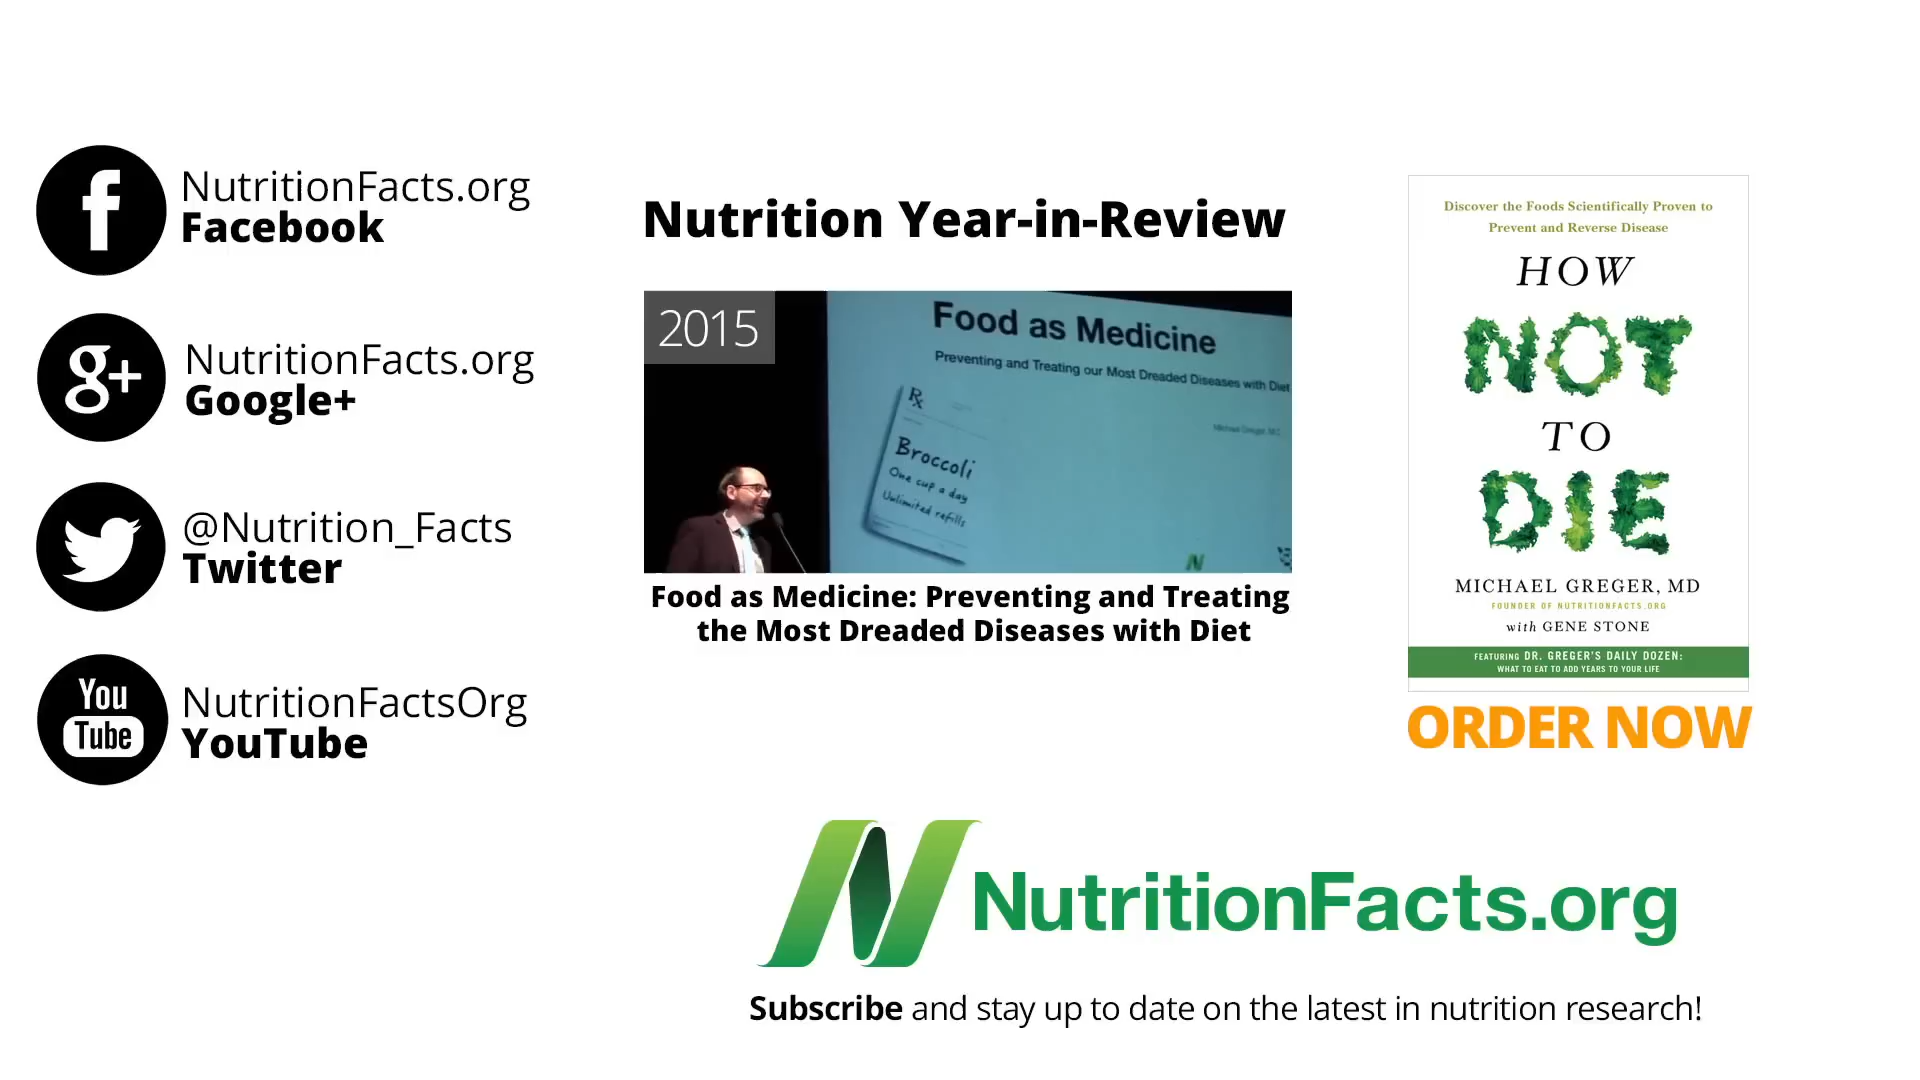 NutritionFacts.org
Facebook
NutritionFacts.org
Google+
@Nutrition_Facts
Twitter
You
Tube
NutritionFactsOrg
YouTube
Nutrition Year-in-Review
2015
Food as Medicine
Preventing and Treating our Most Dreaded Diseases with Diet
Rx
Michael Greger, MD
Broccoli
One cup a day
Unlimited refills
Food as Medicine: Preventing and Treating
the Most Dreaded Diseases with Diet
Discover the Foods Scientifically Proven to
Prevent and Reverse Disease
HOW
NOT
TO
DIE
MICHAEL GREGER, MD
FOUNDER OF NUTRITIONFACTS.ORG
with GENE STONE
FEATURING DR. GREGER'S DAILY DOZEN:
WHAT TO EAT TO ADD YEARS TO YOUR LIFE
ORDER NOW
NutritionFacts.org
Subscribe and stay up to date on the latest in nutrition research!